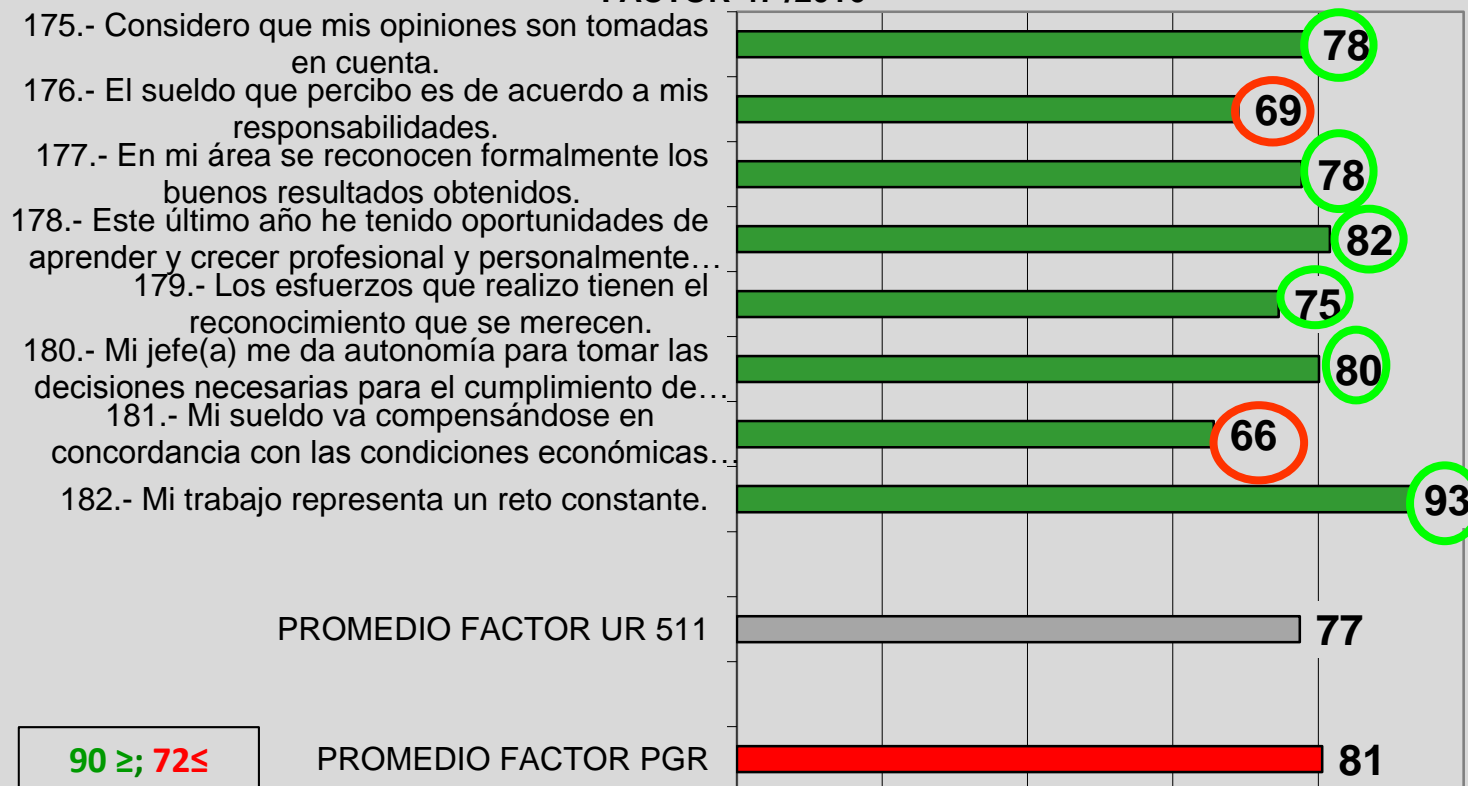 175.- Considero que mis opiniones son tomadas
en cuenta.
78
176.- El sueldo que percibo es de acuerdo a mis
responsabilidades.
69
177.- En mi área se reconocen formalmente los
buenos resultados obtenidos.
78
178.- Este último año he tenido oportunidades de
aprender y crecer profesional y personalmente…
82
179.- Los esfuerzos que realizo tienen el
reconocimiento que se merecen.
75
180.- Mi jefe(a) me da autonomía para tomar las
decisiones necesarias para el cumplimiento de…
80
181.- Mi sueldo va compensándose en
concordancia con las condiciones económicas…
66
182.- Mi trabajo representa un reto constante.
93
PROMEDIO FACTOR UR 511
77
90 ≥; 72≤
PROMEDIO FACTOR PGR
81